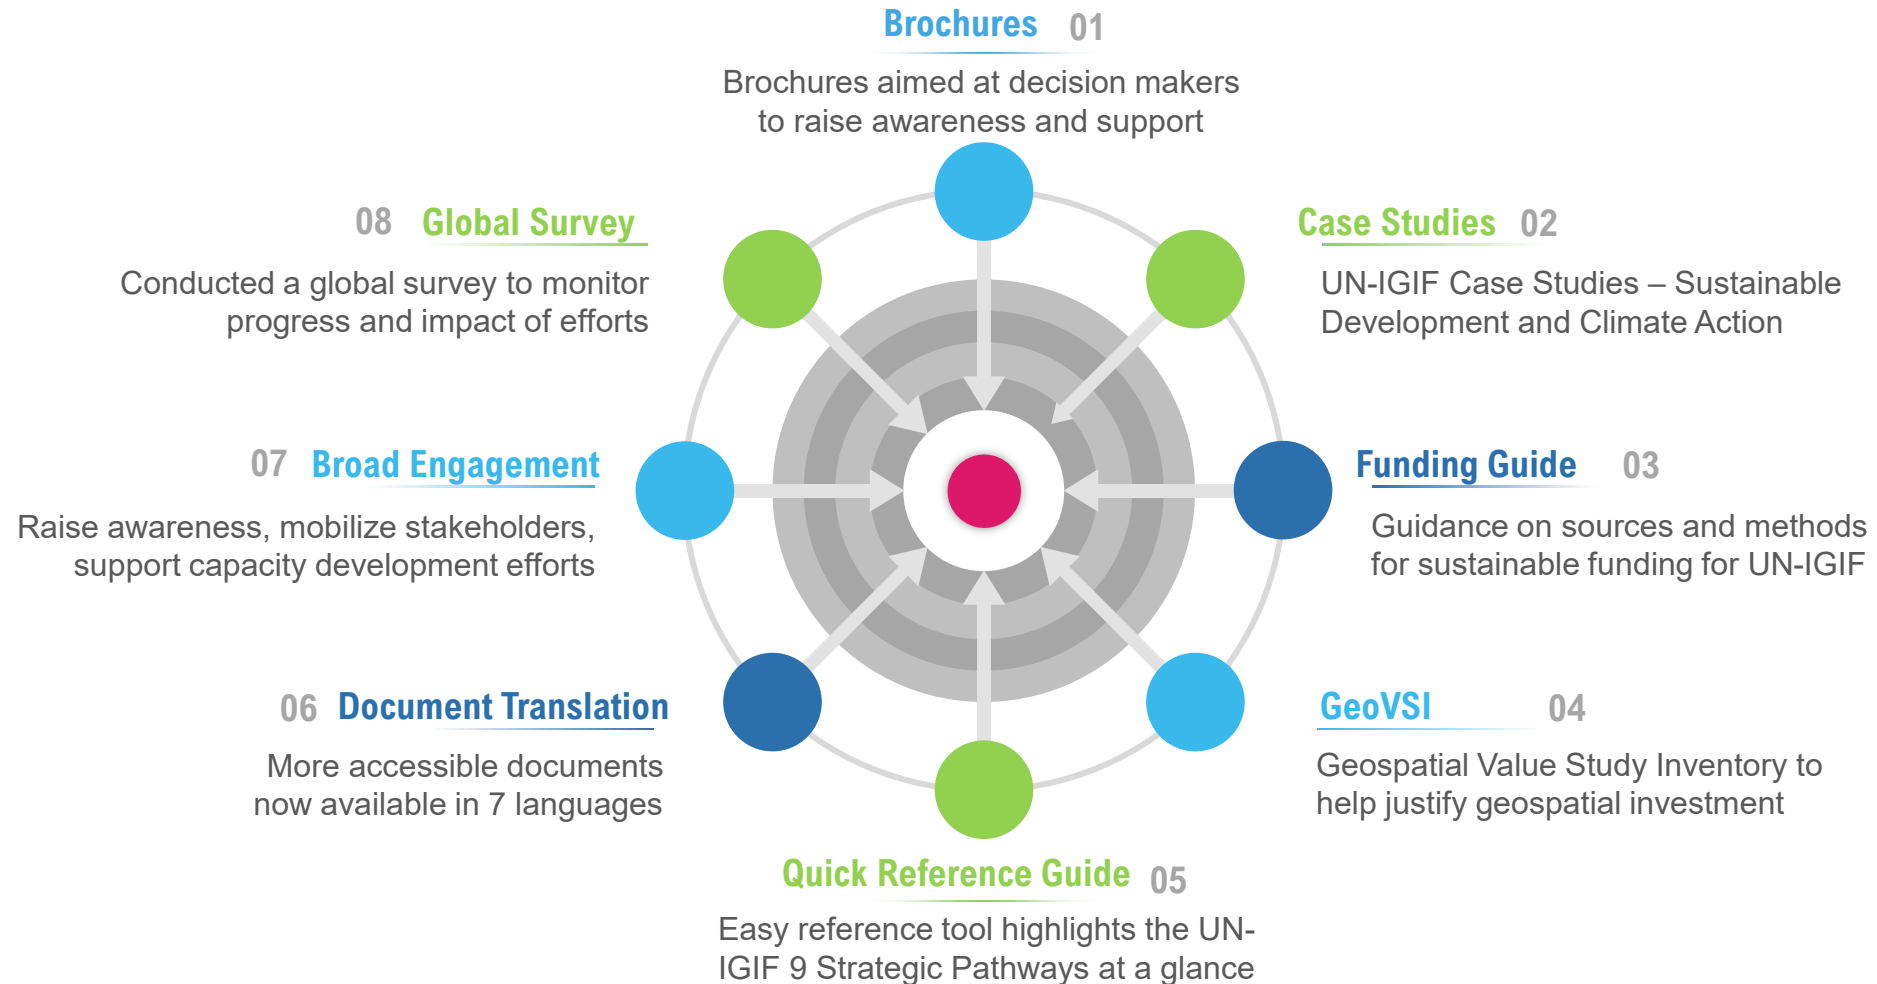 Brochures 01
Brochures aimed at decision makers
to raise awareness and support
Case Studies 02
UN-IGIF Case Studies – Sustainable
Development and Climate Action
Funding Guide 03
Guidance on sources and methods
for sustainable funding for UN-IGIF
GeoVSI 04
Geospatial Value Study Inventory to
help justify geospatial investment
Quick Reference Guide 05
Easy reference tool highlights the UN-
IGIF 9 Strategic Pathways at a glance
06 Document Translation
More accessible documents
now available in 7 languages
07 Broad Engagement
Raise awareness, mobilize stakeholders,
support capacity development efforts
08 Global Survey
Conducted a global survey to monitor
progress and impact of efforts